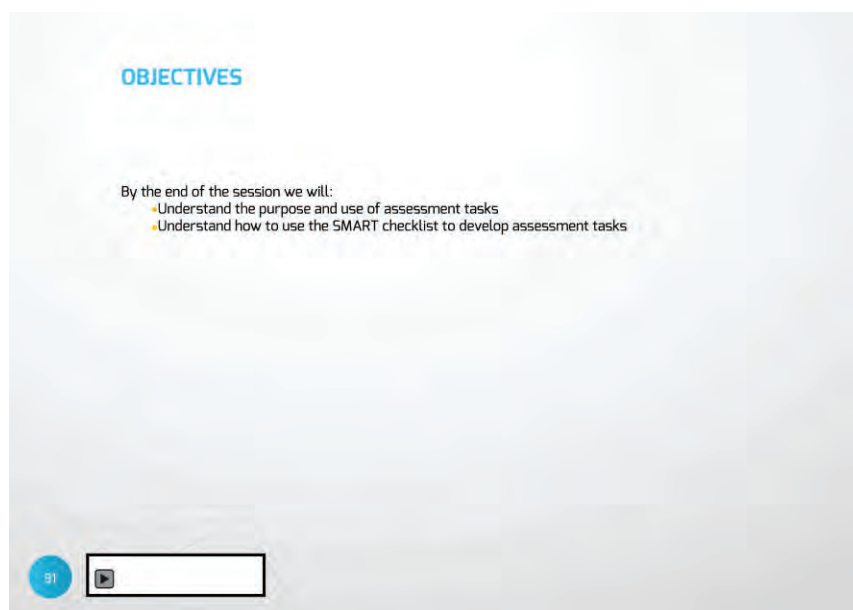 OBJECTIVES
By the end of the session we will:
•Understand the purpose and use of assessment tasks
•Understand how to use the SMART checklist to develop assessment tasks
91